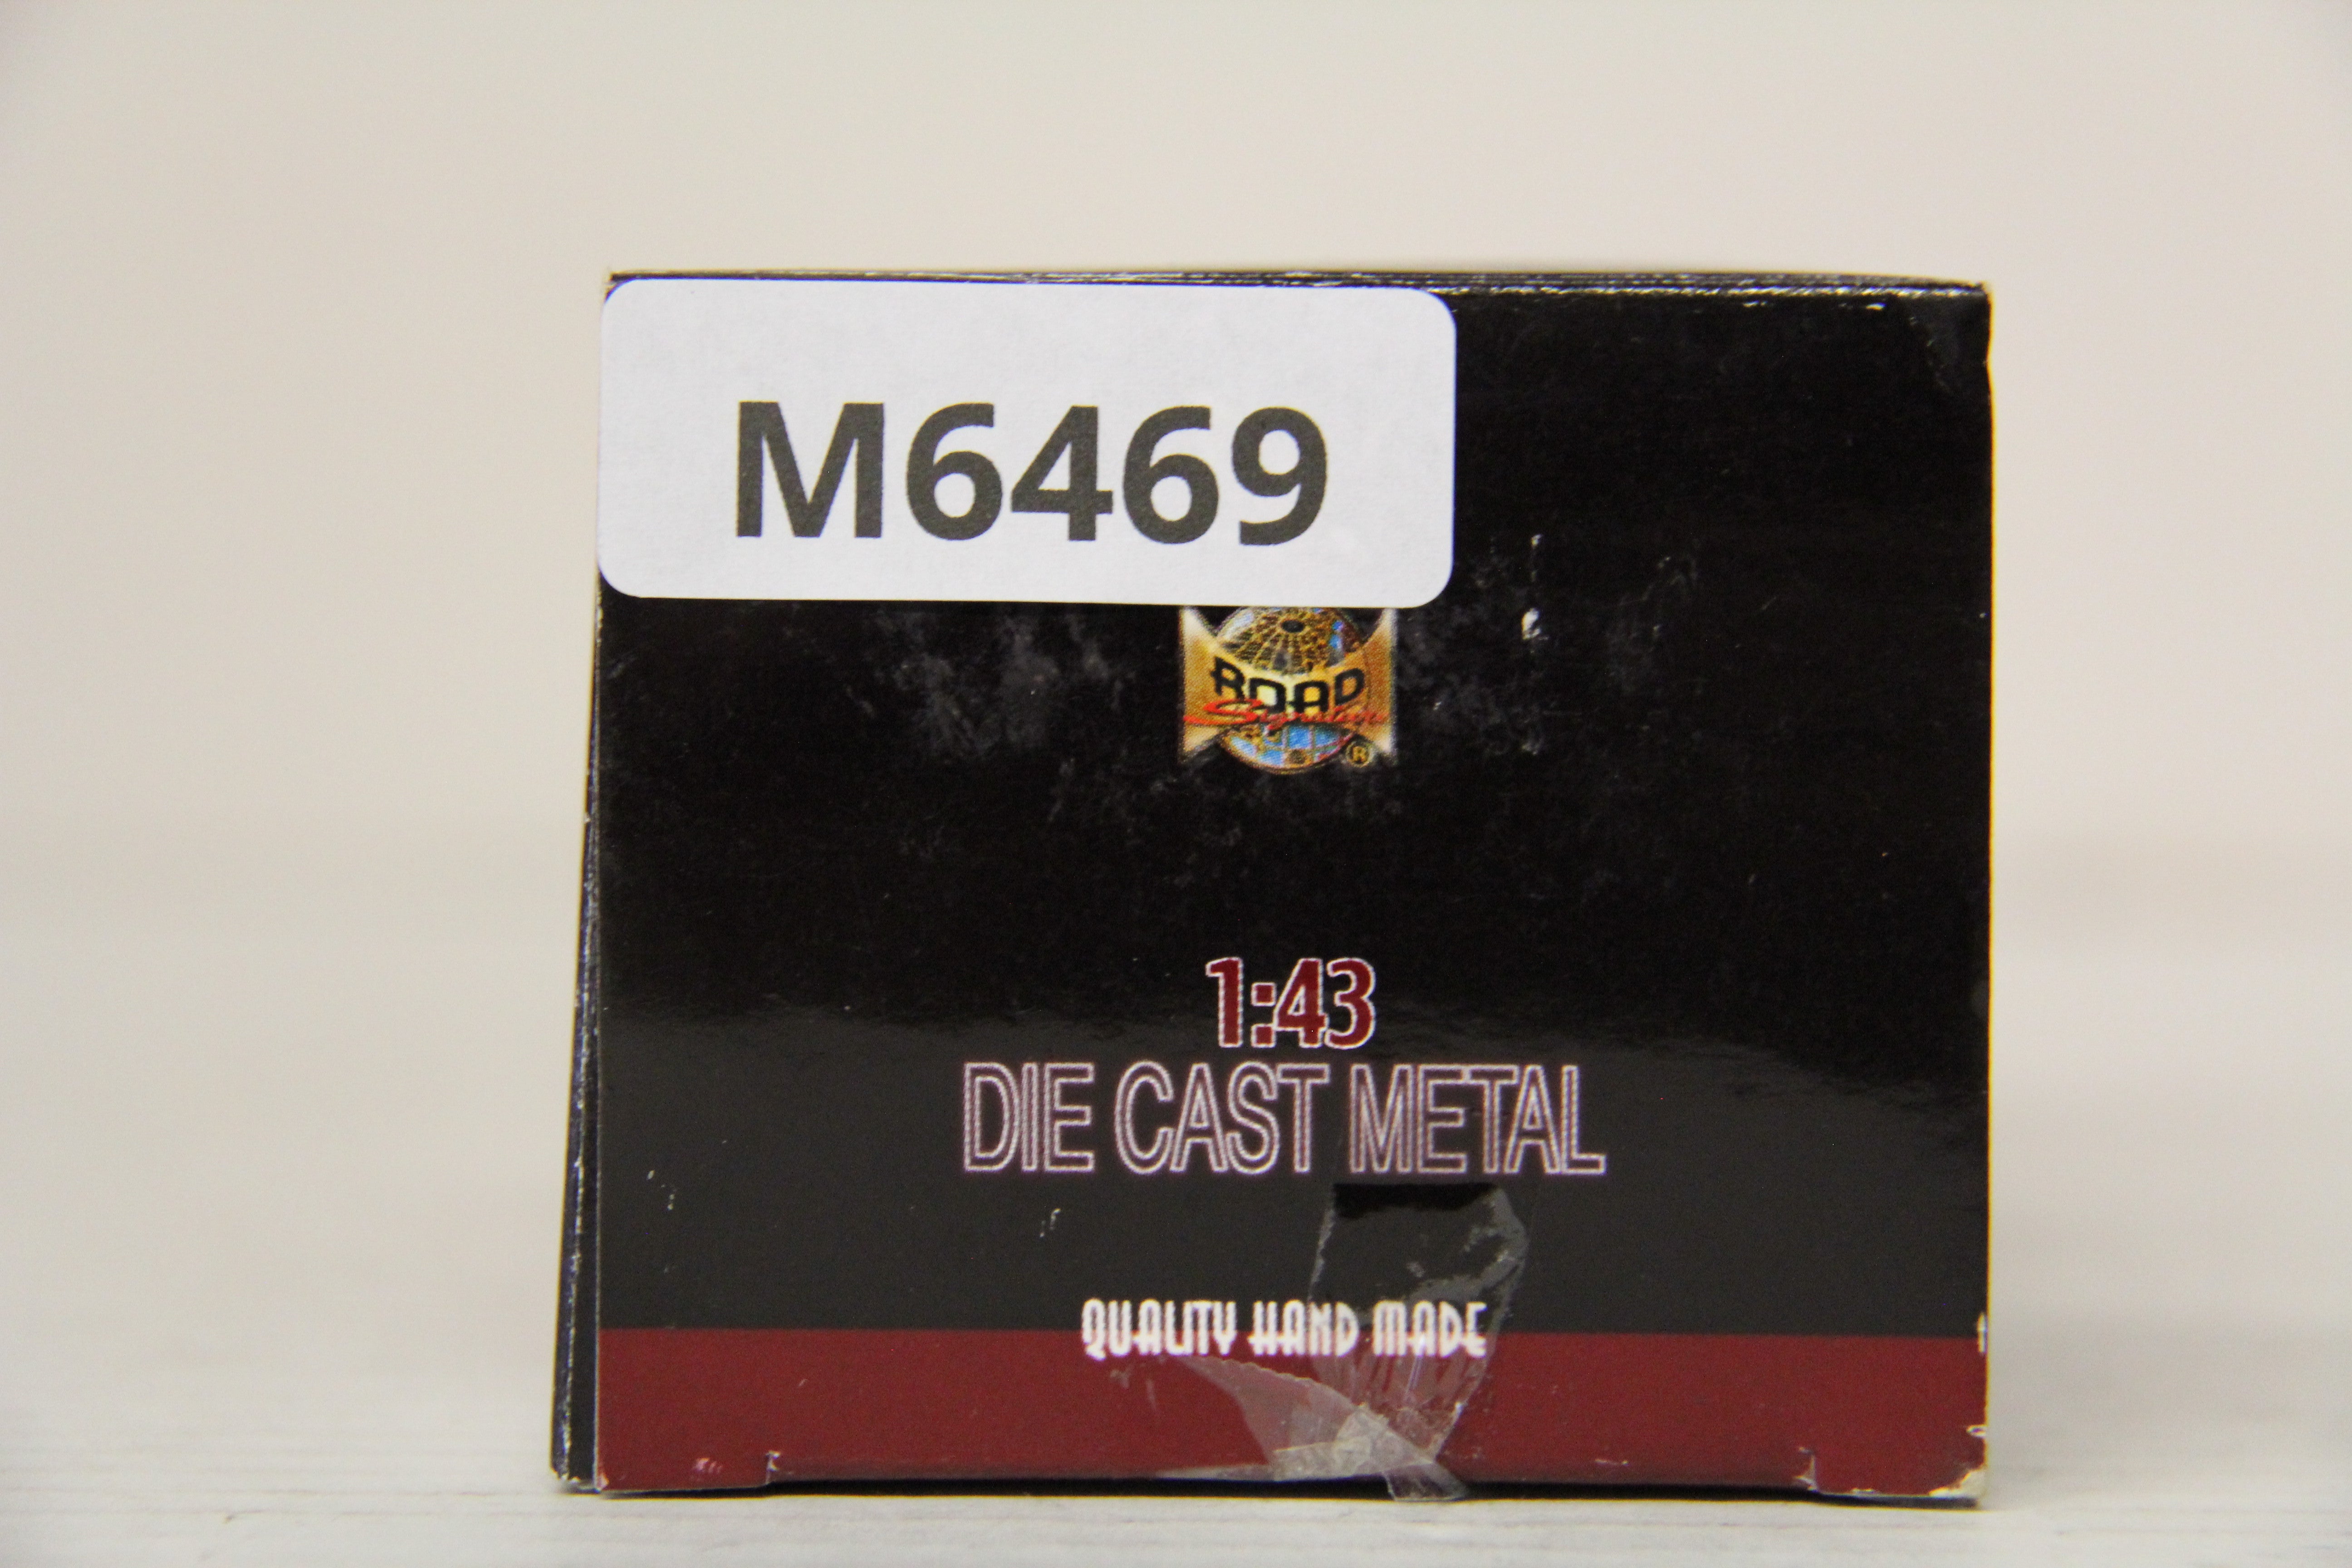 M6469
ROAD
Signature
®
1:43
DIE CAST METAL
QUALITY HAND MADE